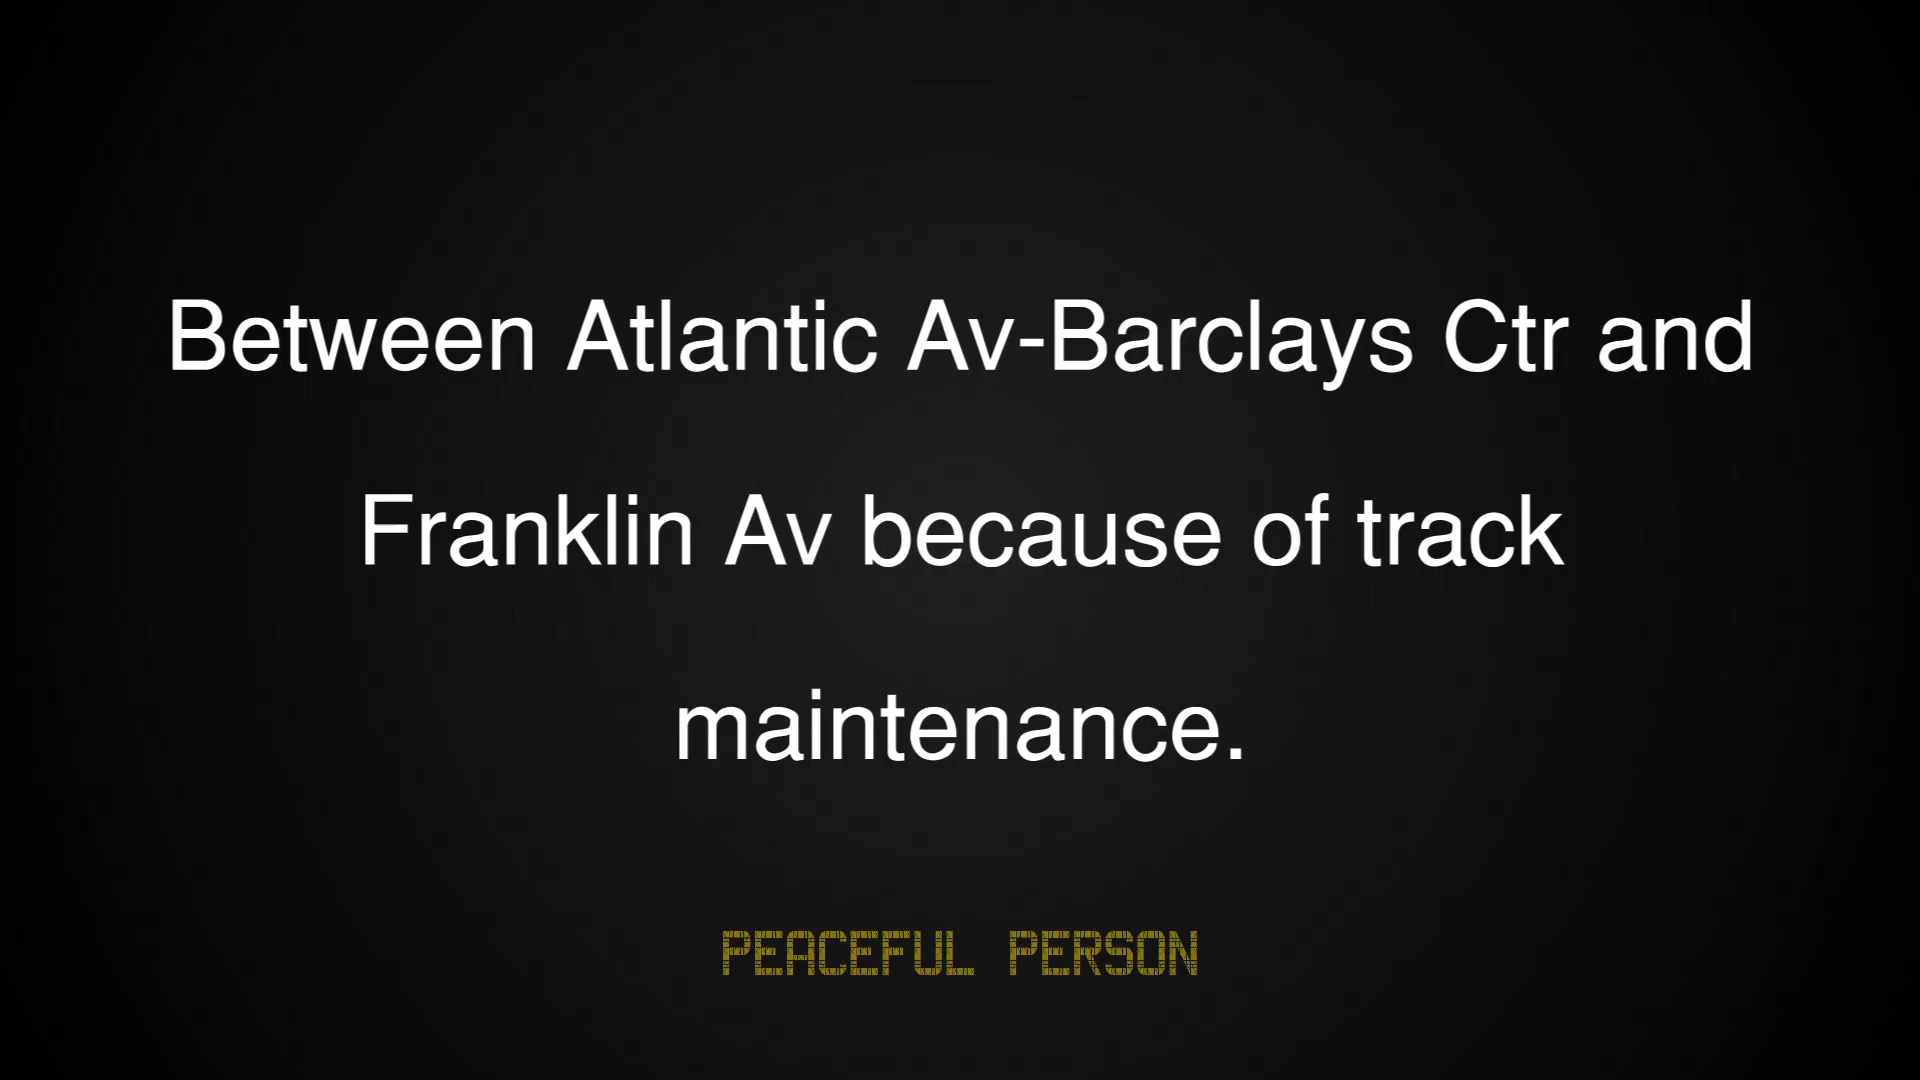 Between Atlantic Av-Barclays Ctr and
Franklin Av because of track
maintenance.
PEACEFUL PERSON